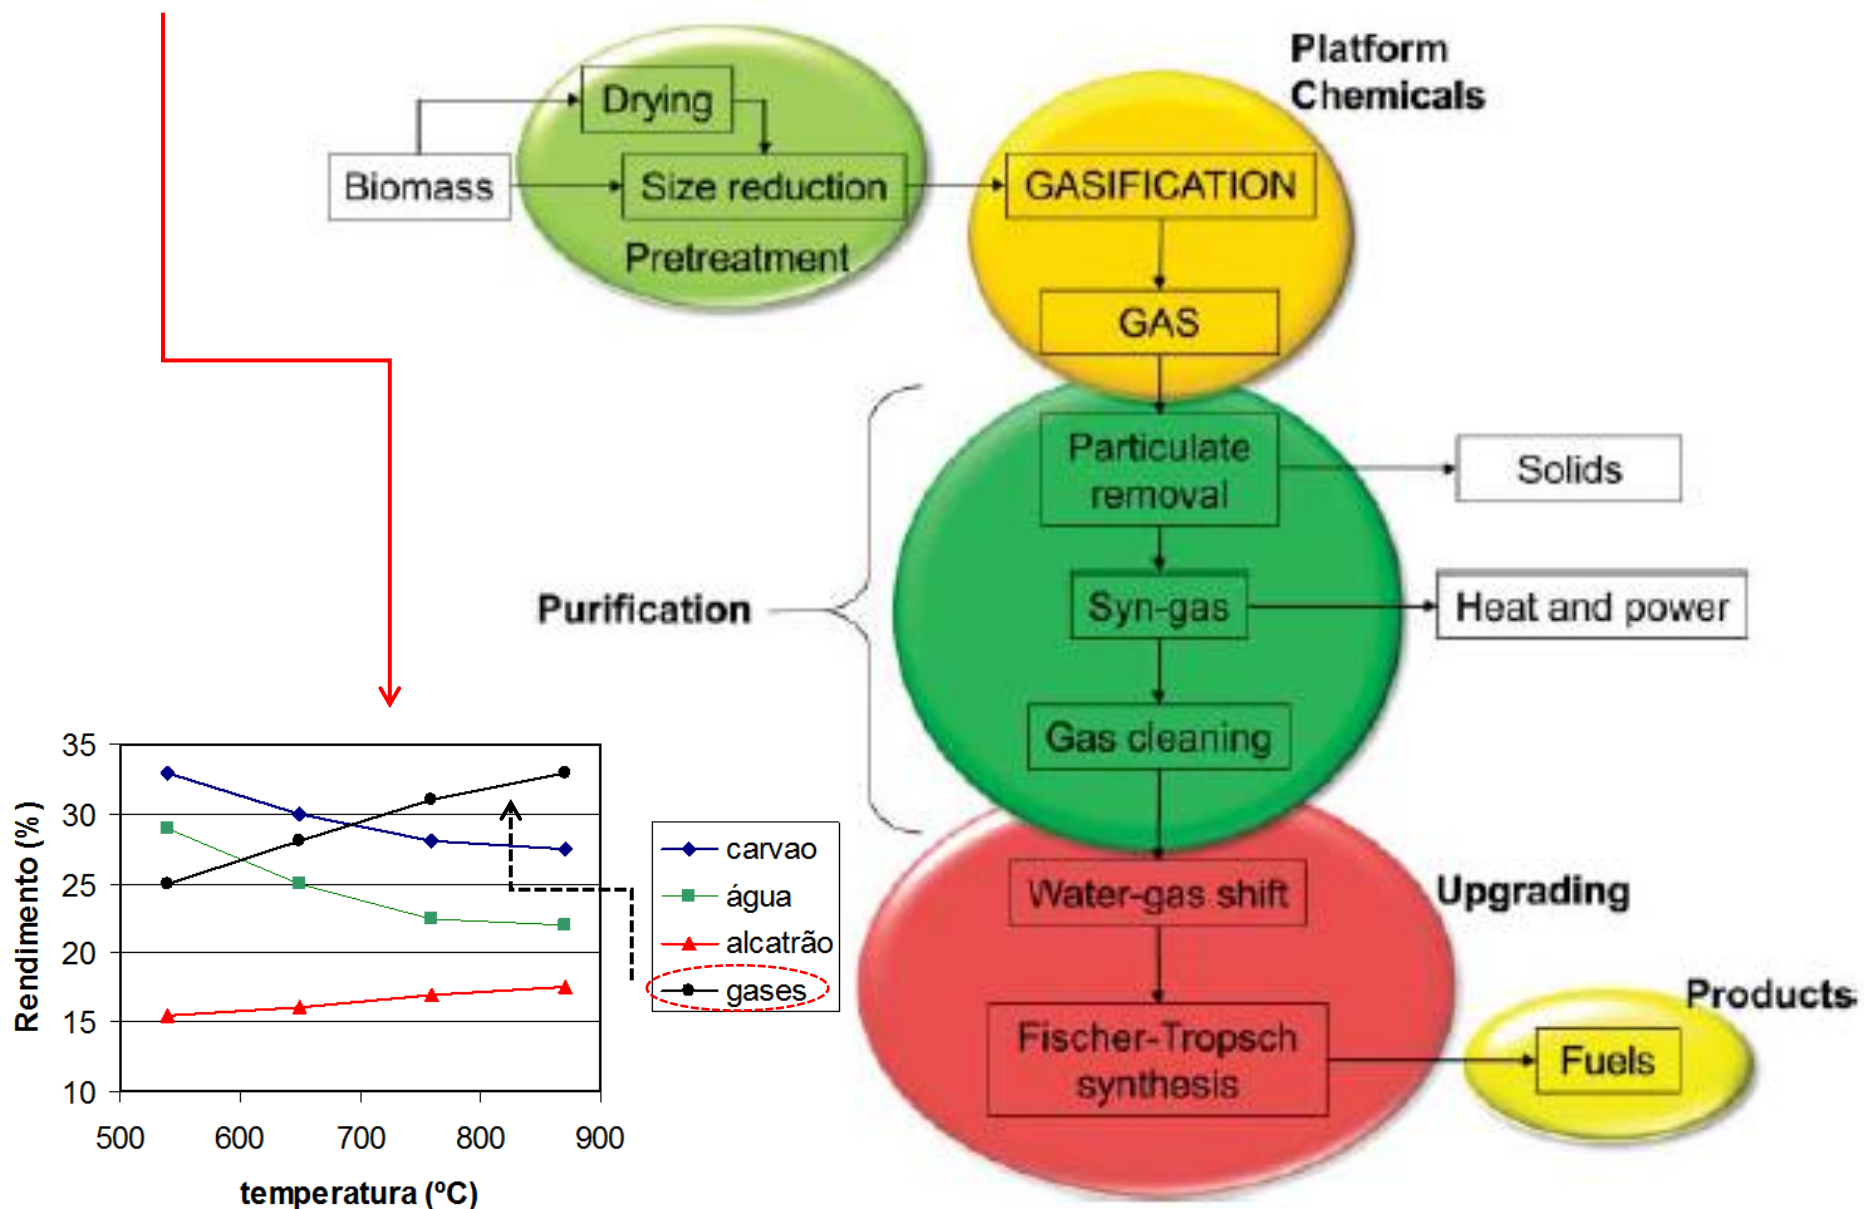 Platform
Chemicals
Drying
Biomass
Size reduction
GASIFICATION
Pretreatment
GAS
Particulate
removal
Solids
Purification
Syn-gas
Heat and power
Gas cleaning
Water-gas shift
Upgrading
Fischer-Tropsch
synthesis
Products
Fuels
Rendimento (%)
35
30
25
20
15
10
500
600
700
800
900
temperatura (ºC)
carvao
água
alcatrão
gases